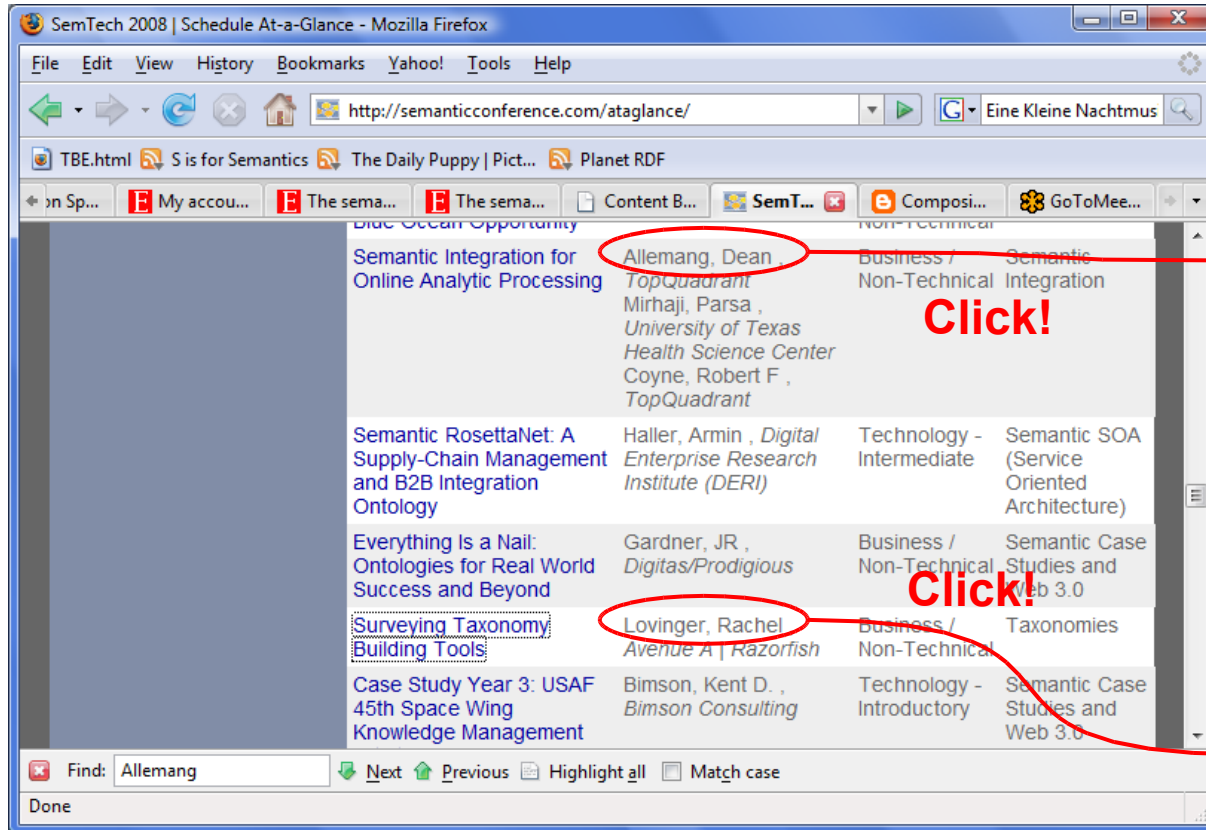 SemTech 2008 | Schedule At-a-Glance - Mozilla Firefox
File Edit View History Bookmarks Yahoo! Tools Help
http://semanticconference.com/ataglance/ G Eine Kleine Nachtmus
TBE.html S is for Semantics The Daily Puppy | Pict... Planet RDF
on Sp... E My accou... E The sema... E The sema... Content B... SemT... Composi... GoToMee...
Blue Ocean Opportunity Non-Technical
Semantic Integration for Allemang, Dean , Business / Semantic
Online Analytic Processing TopQuadrant Non-Technical Integration
Mirhaji, Parsa ,
Click!
University of Texas
Health Science Center
Coyne, Robert F ,
TopQuadrant
Semantic RosettaNet: A Haller, Armin , Digital Technology - Semantic SOA
Supply-Chain Management Enterprise Research Intermediate (Service
and B2B Integration Institute (DERI) Oriented
Ontology Architecture)
Everything Is a Nail: Gardner, JR , Business / Semantic Case
Ontologies for Real World Digitas/Prodigious Non-Technical Studies and
Success and Beyond Web 3.0
Click!
Surveying Taxonomy Lovinger, Rachel Business / Taxonomies
Building Tools Avenue A | Razorfish Non-Technical
Case Study Year 3: USAF Bimson, Kent D. , Technology - Semantic Case
45th Space Wing Bimson Consulting Introductory Studies and
Knowledge Management Web 3.0
Find: Allemang Next Previous Highlight all Match case
Done